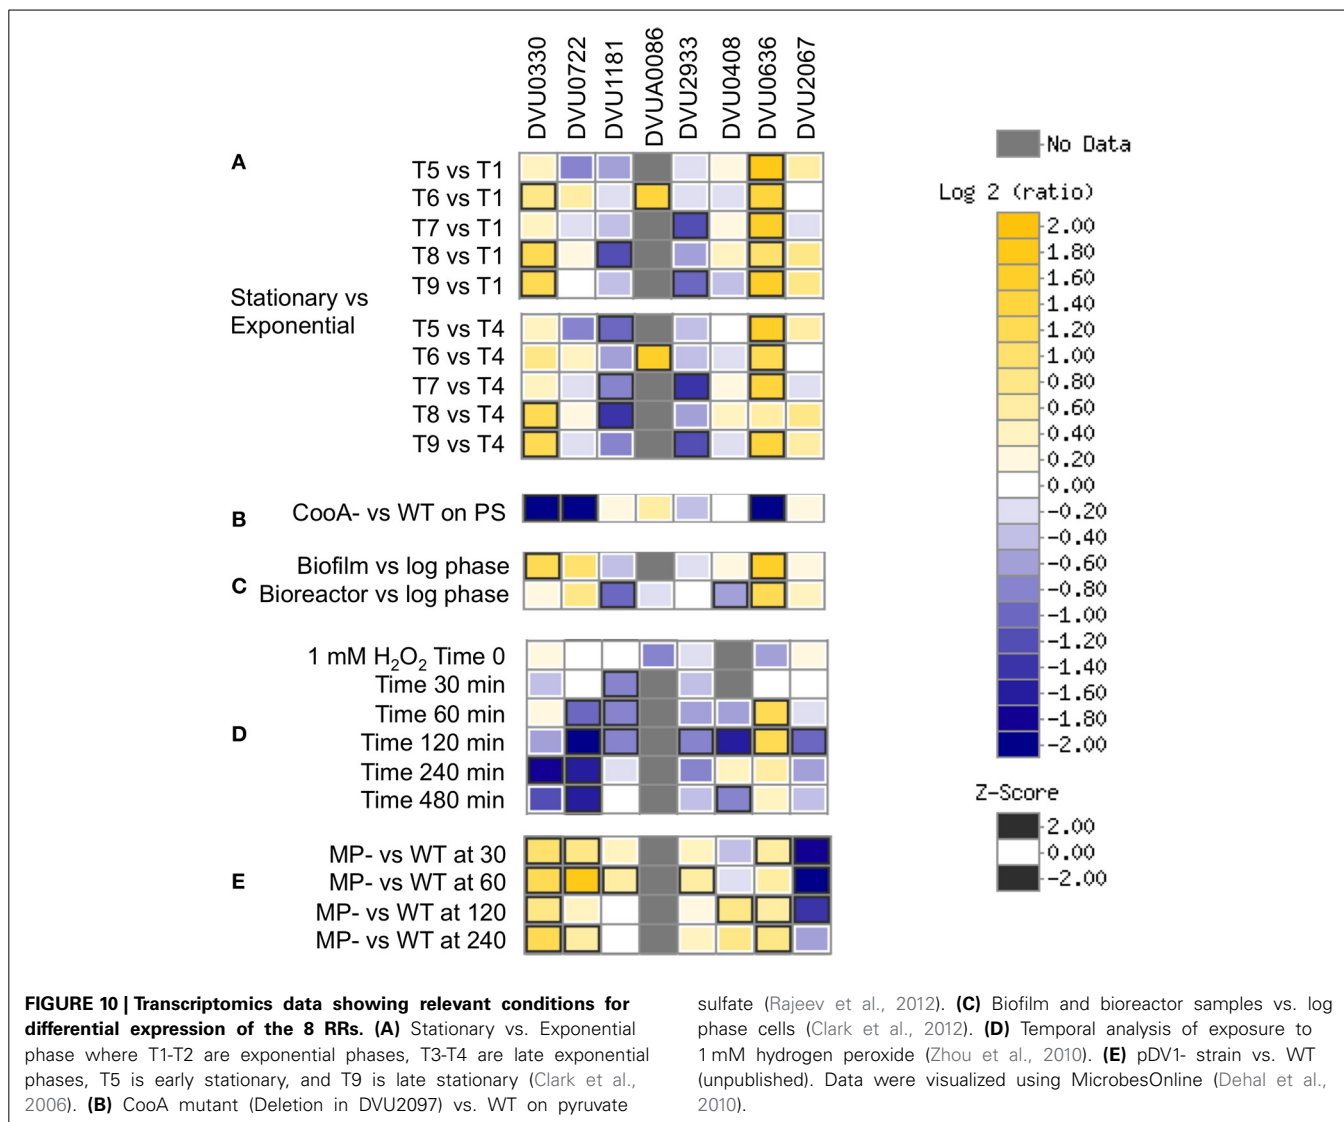 DVU0330
DVU0722
DVU1181
DVUA0086
DVU2933
DVU0408
DVU0636
DVU2067
A
Stationary vs
Exponential
T5 vs T1
T6 vs T1
T7 vs T1
T8 vs T1
T9 vs T1
T5 vs T4
T6 vs T4
T7 vs T4
T8 vs T4
T9 vs T4
B
CooA- vs WT on PS
C
Biofilm vs log phase
Bioreactor vs log phase
D
1 mM H₂O₂ Time 0
Time 30 min
Time 60 min
Time 120 min
Time 240 min
Time 480 min
E
MP- vs WT at 30
MP- vs WT at 60
MP- vs WT at 120
MP- vs WT at 240
No Data
Log 2 (ratio)
2.00
1.80
1.60
1.40
1.20
1.00
0.80
0.60
0.40
0.20
0.00
-0.20
-0.40
-0.60
-0.80
-1.00
-1.20
-1.40
-1.60
-1.80
-2.00
Z-Score
2.00
0.00
-2.00
FIGURE 10 | Transcriptomics data showing relevant conditions for
differential expression of the 8 RRs. (A) Stationary vs. Exponential
phase where T1-T2 are exponential phases, T3-T4 are late exponential
phases, T5 is early stationary, and T9 is late stationary (Clark et al.,
2006). (B) CooA mutant (Deletion in DVU2097) vs. WT on pyruvate
sulfate (Rajeev et al., 2012). (C) Biofilm and bioreactor samples vs. log
phase cells (Clark et al., 2012). (D) Temporal analysis of exposure to
1 mM hydrogen peroxide (Zhou et al., 2010). (E) pDV1- strain vs. WT
(unpublished). Data were visualized using MicrobesOnline (Dehal et al.,
2010).